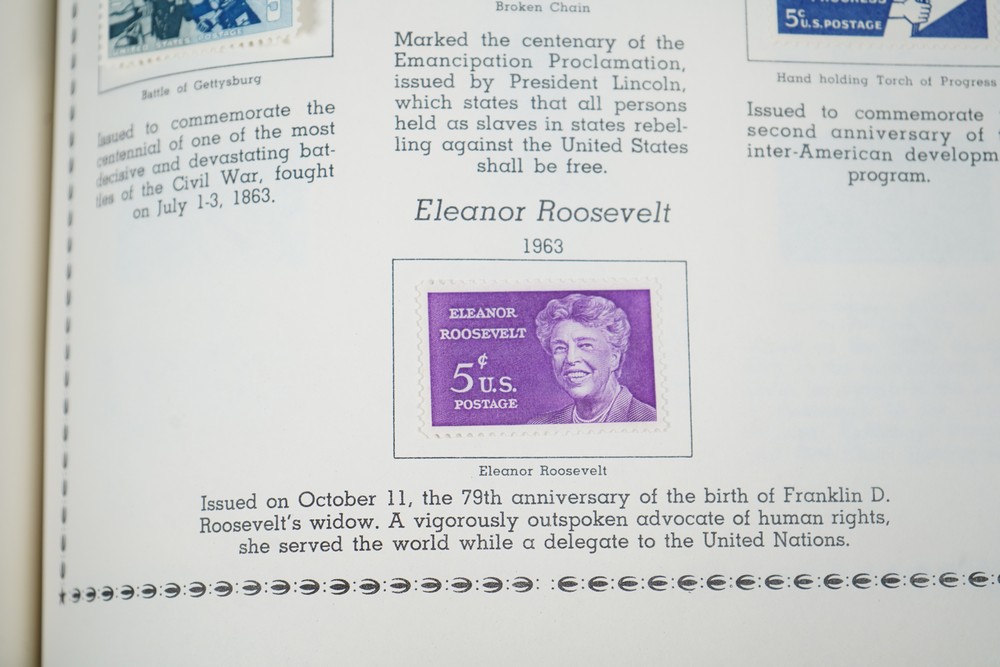 UNITED STATES POSTAGE
Battle of Gettysburg
Issued to commemorate the
centennial of one of the most
decisive and devastating bat-
tles of the Civil War, fought
on July 1-3, 1863.
Broken Chain
Marked the centenary of the
Emancipation Proclamation,
issued by President Lincoln,
which states that all persons
held as slaves in states rebel-
ling against the United States
shall be free.
PROGRESS
5c U.S. POSTAGE
Hand holding Torch of Progress
Issued to commemorate
second anniversary of
inter-American developm
program.
Eleanor Roosevelt
1963
ELEANOR
ROOSEVELT
5¢ U.S.
POSTAGE
Eleanor Roosevelt
Issued on October 11, the 79th anniversary of the birth of Franklin D.
Roosevelt's widow. A vigorously outspoken advocate of human rights,
she served the world while a delegate to the United Nations.